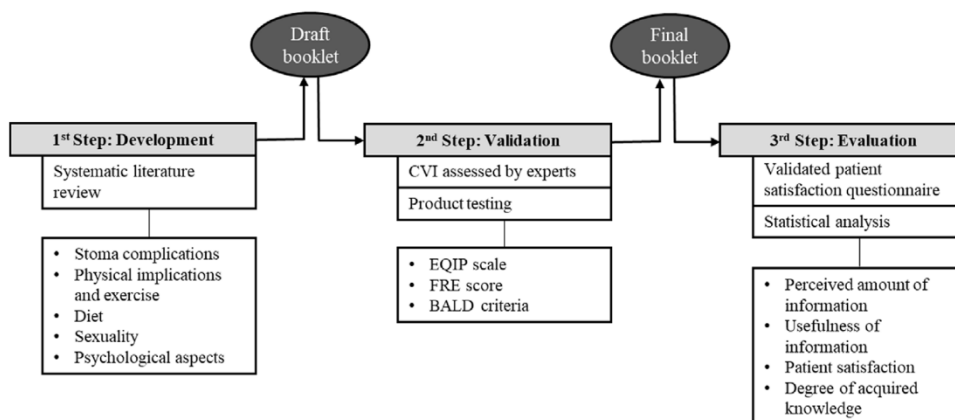 Draft
booklet
Final
booklet
1st Step: Development
Systematic literature
review
• Stoma complications
• Physical implications
and exercise
• Diet
• Sexuality
• Psychological aspects
2nd Step: Validation
CVI assessed by experts
Product testing
• EQIP scale
• FRE score
• BALD criteria
3rd Step: Evaluation
Validated patient
satisfaction questionnaire
Statistical analysis
• Perceived amount of
information
• Usefulness of
information
• Patient satisfaction
• Degree of acquired
knowledge